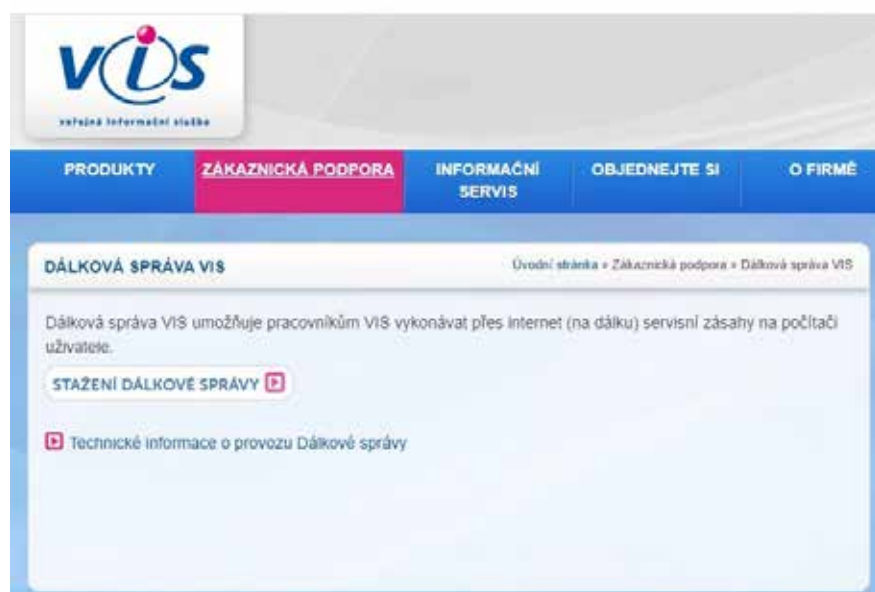 vis
veřejná informační služba
PRODUKTY
ZÁKAZNICKÁ PODPORA
INFORMAČNÍ
SERVIS
OBJEDNEJTE SI
O FIRMĚ
DÁLKOVÁ SPRÁVA VIS
Úvodní stránka » Zákaznická podpora » Dálková správa VIS
Dálková správa VIS umožňuje pracovníkům VIS vykonávat přes internet (na dálku) servisní zásahy na počítači
uživatele.
STAŽENÍ DÁLKOVÉ SPRÁVY
Technické informace o provozu Dálkové správy